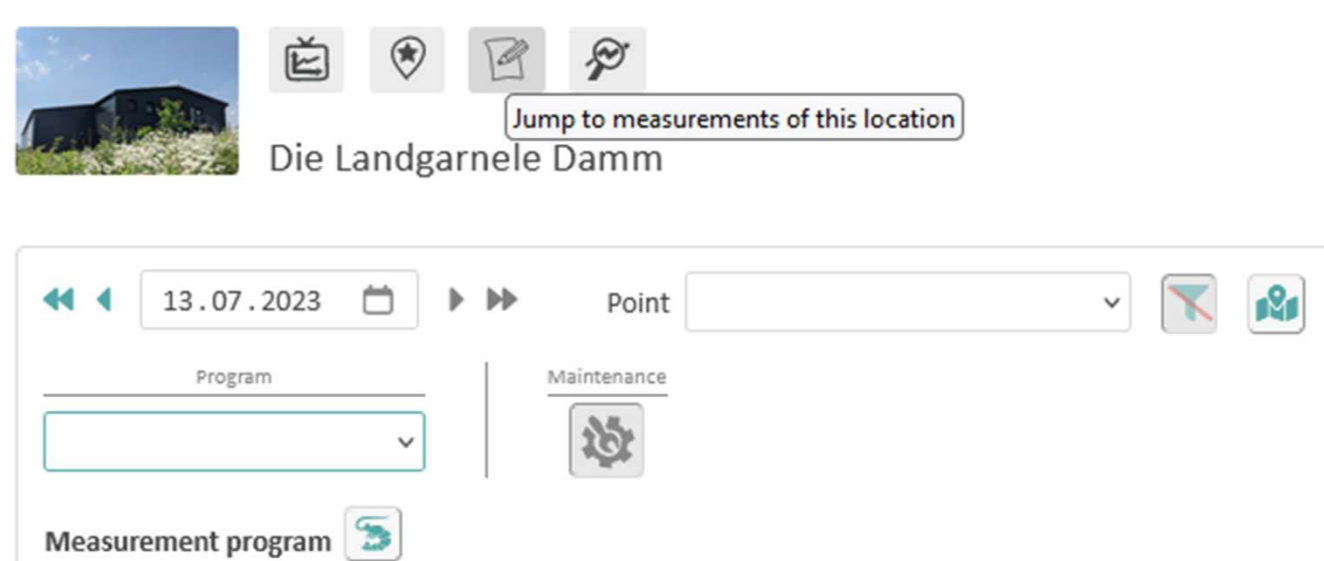 Jump to measurements of this location
Die Landgarnele Damm
13.07.2023 Point
Program Maintenance
Measurement program